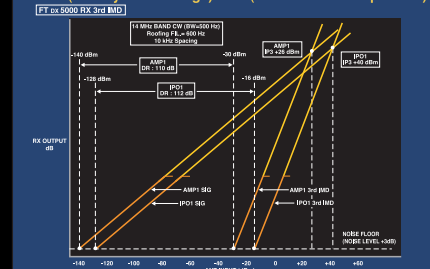 FT DX 5000 RX 3rd IMD
14 MHz BAND CW (BW=500 Hz)
Roofing FIL.= 600 Hz
10 kHz Spacing
-140 dBm
-30 dBm
AMP1
IP3 +26 dBm
AMP1
DR : 110 dB
IPO1
IP3 +40 dBm
-128 dBm
-16 dBm
IPO1
DR : 112 dB
RX OUTPUT
dB
AMP1 SIG
AMP1 3rd IMD
IPO1 SIG
IPO1 3rd IMD
NOISE FLOOR
(NOISE LEVEL +3dB)
-140 -120 -100 -80 -60 -40 -20 0 +20 +40 +60